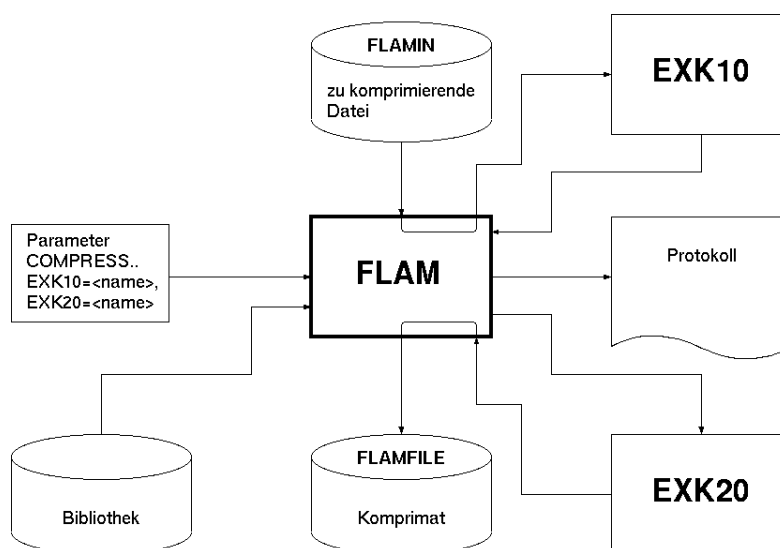 FLAMIN
zu komprimierende
Datei
EXK10
Parameter
COMPRESS..
EXK10=<name>,
EXK20=<name>
FLAM
Protokoll
Bibliothek
FLAMFILE
Komprimat
EXK20